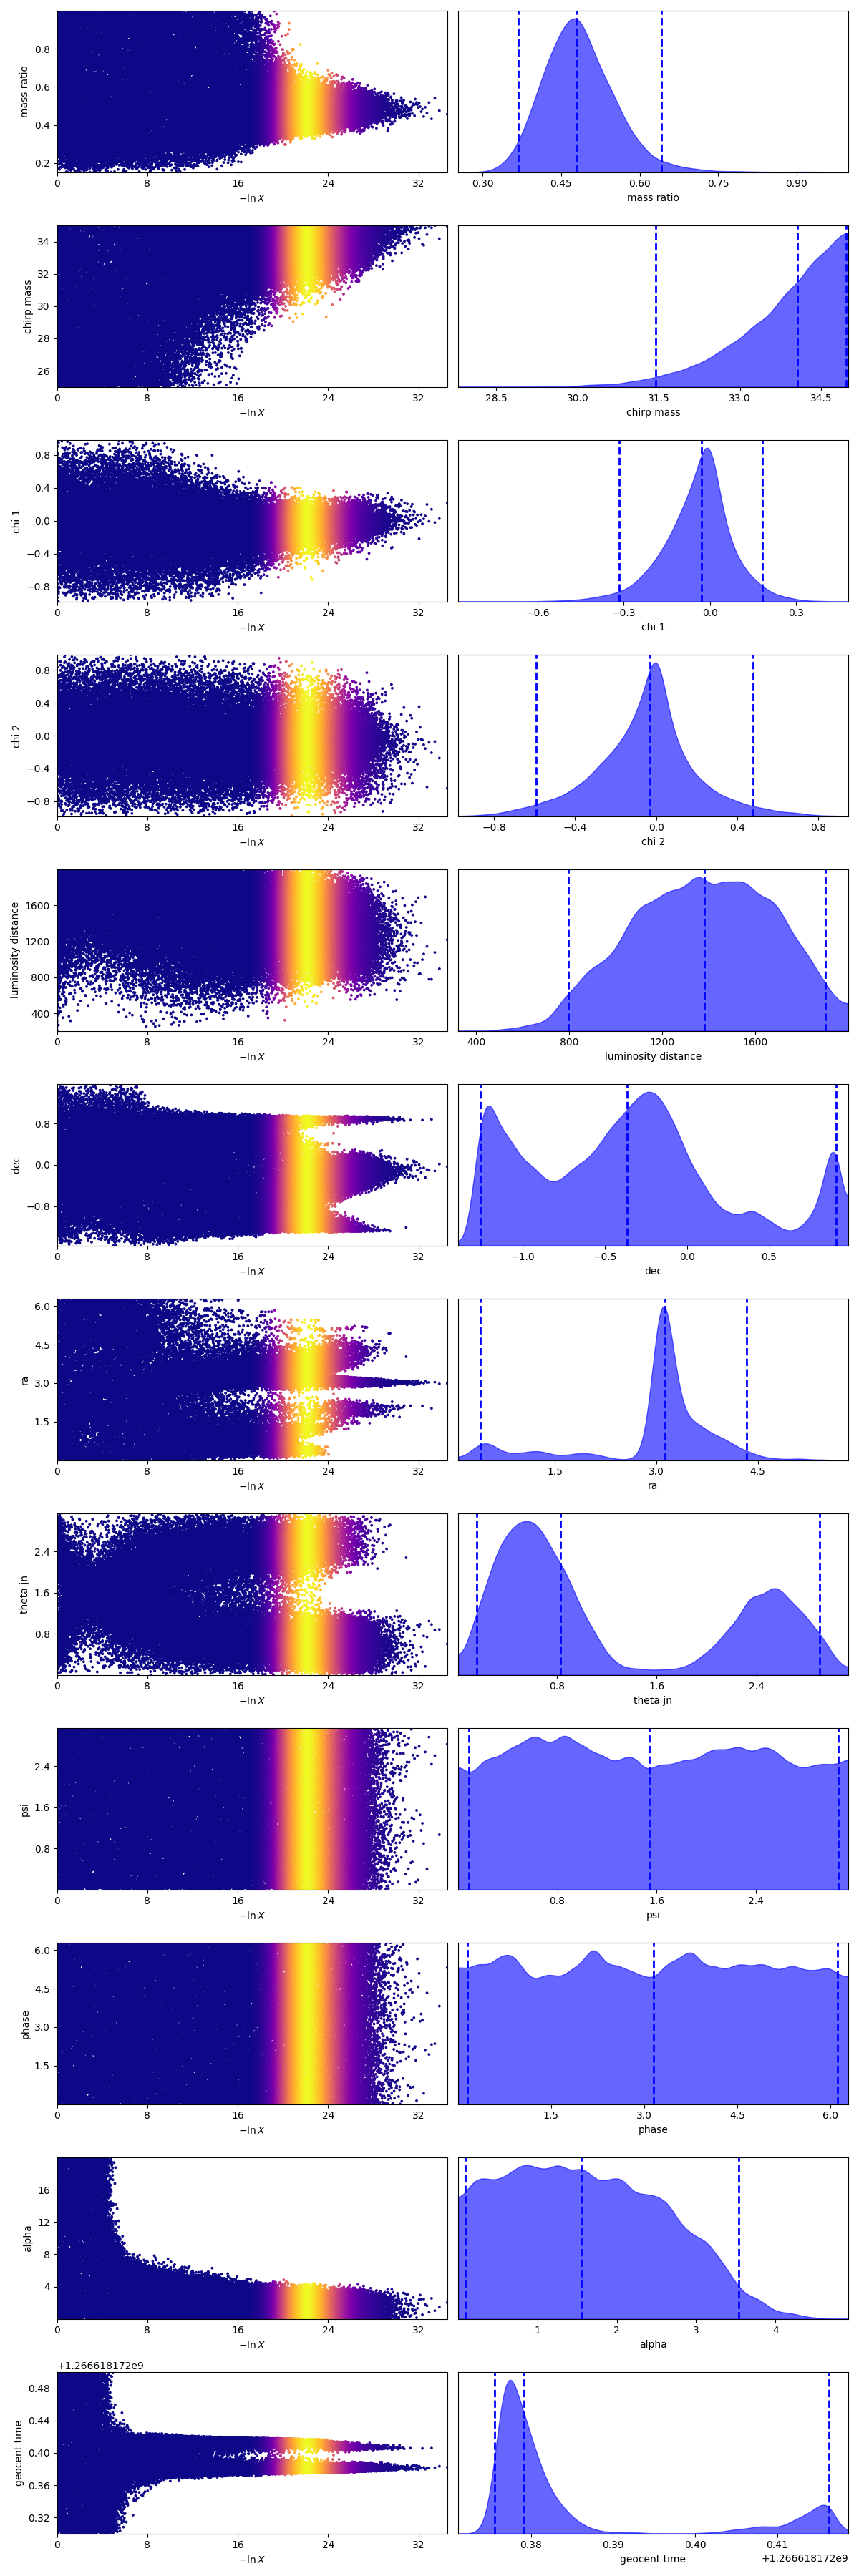 0.8
0.6
0.4
0.2
mass ratio
0 8 16 24 32
−ln X
0.30 0.45 0.60 0.75 0.90
mass ratio
34
32
30
28
26
chirp mass
0 8 16 24 32
−ln X
28.5 30.0 31.5 33.0 34.5
chirp mass
0.8
0.4
0.0
−0.4
−0.8
chi 1
0 8 16 24 32
−ln X
−0.6 −0.3 0.0 0.3
chi 1
0.8
0.4
0.0
−0.4
−0.8
chi 2
0 8 16 24 32
−ln X
−0.8 −0.4 0.0 0.4 0.8
chi 2
1600
1200
800
400
luminosity distance
0 8 16 24 32
−ln X
400 800 1200 1600
luminosity distance
0.8
0.0
−0.8
dec
0 8 16 24 32
−ln X
−1.0 −0.5 0.0 0.5
dec
6.0
4.5
3.0
1.5
ra
0 8 16 24 32
−ln X
1.5 3.0 4.5
ra
2.4
1.6
0.8
theta jn
0 8 16 24 32
−ln X
0.8 1.6 2.4
theta jn
2.4
1.6
0.8
psi
0 8 16 24 32
−ln X
0.8 1.6 2.4
psi
6.0
4.5
3.0
1.5
phase
0 8 16 24 32
−ln X
1.5 3.0 4.5 6.0
phase
16
12
8
4
alpha
0 8 16 24 32
−ln X
1 2 3 4
alpha
+1.266618172e9
0.48
0.44
0.40
0.36
0.32
geocent time
0 8 16 24 32
−ln X
0.38 0.39 0.40 0.41
geocent time
+1.266618172e9